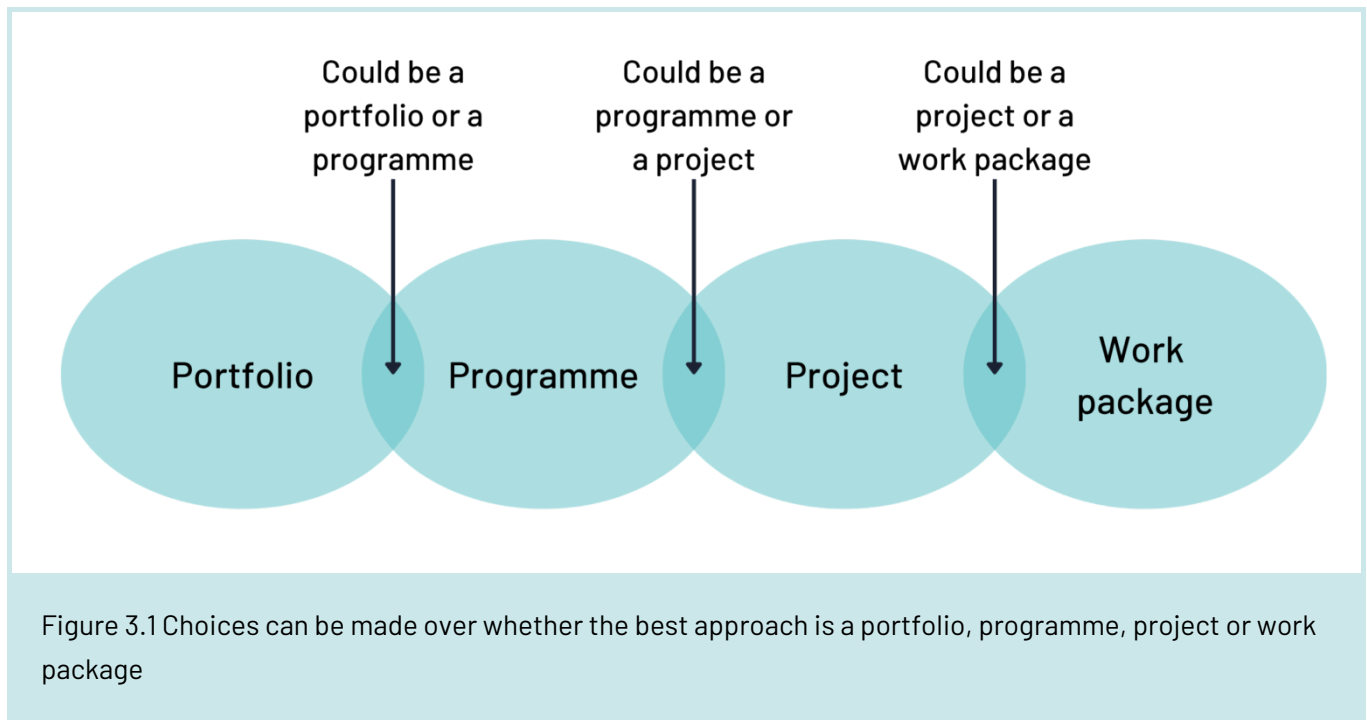 Could be a
portfolio or a
programme
Could be a
programme or
a project
Could be a
project or a
work package
Portfolio
Programme
Project
Work
package
Figure 3.1 Choices can be made over whether the best approach is a portfolio, programme, project or work
package